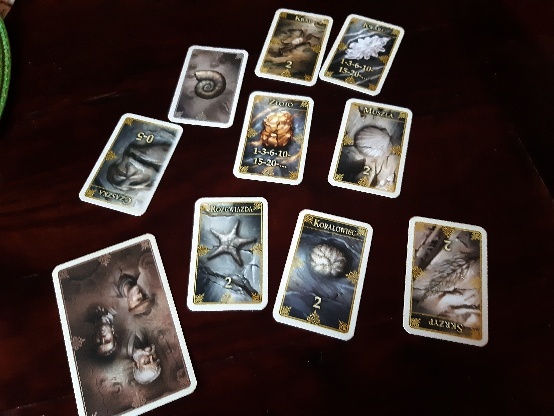 KRAB
2
1-3-6-10-
15-20-...
ZŁOTO
1-3-6-10-
15-20-...
MUSZLA
2
CZASZKA
0-5
ROZGWIAZDA
2
KORALOWIEC
2
SKRZYP
2